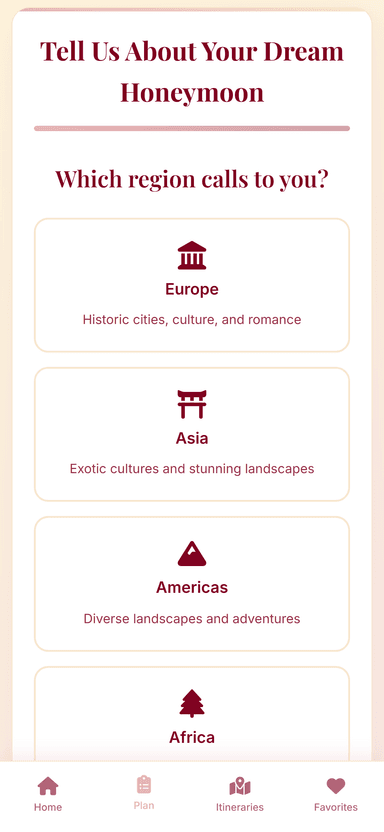 Tell Us About Your Dream
Honeymoon
Which region calls to you?
Europe
Historic cities, culture, and romance
Asia
Exotic cultures and stunning landscapes
Americas
Diverse landscapes and adventures
Africa
Home
Plan
Itineraries
Favorites